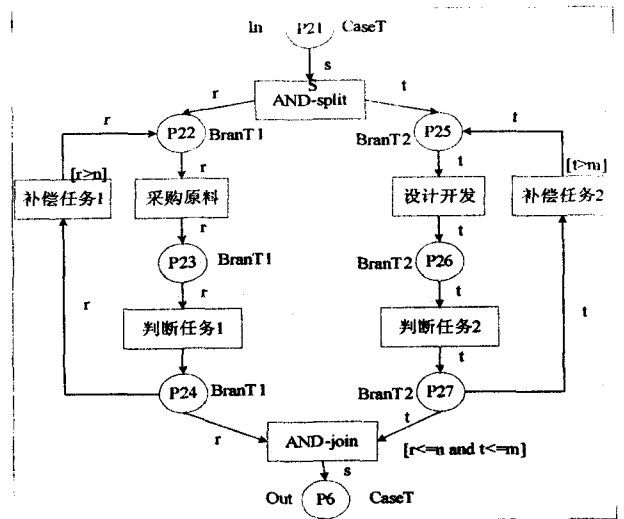 In P21 CaseT
s
S
AND-split
r t
r P22 BranT1 BranT2 P25 t
r t
[r>n] [t>m]
补偿任务1 采购原料 设计开发 补偿任务2
r t
P23 BranT1 BranT2 P26
r r t t
判断任务1 判断任务2
t
P24 BranT1 BranT2 P27
r t
AND-join [r<=n and t<=m]
s
Out P6 CaseT